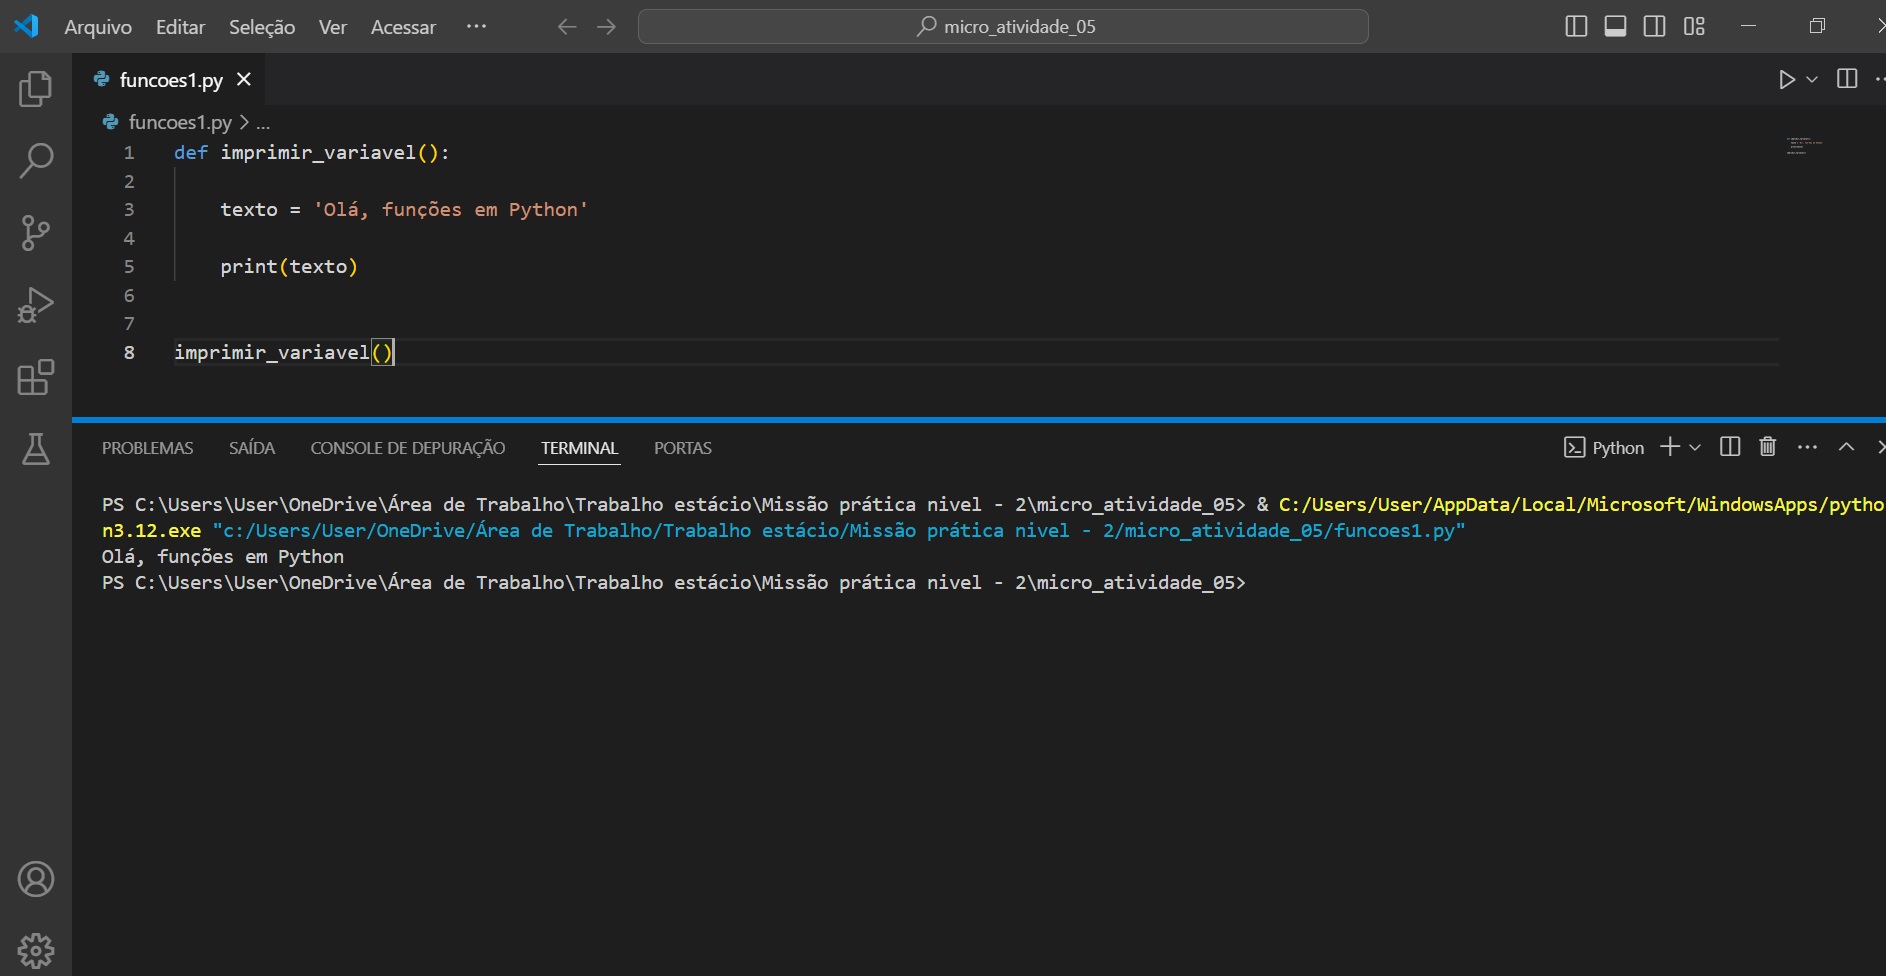 Arquivo Editar Seleção Ver Acessar ··· micro_atividade_05
funcoes1.py
funcoes1.py > ...
1 def imprimir_variavel():
2
3 texto = 'Olá, funções em Python'
4
5 print(texto)
6
7
8 imprimir_variavel()
PROBLEMAS SAÍDA CONSOLE DE DEPURAÇÃO TERMINAL PORTAS Python
PS C:\Users\User\OneDrive\Área de Trabalho\Trabalho estácio\Missão prática nivel - 2\micro_atividade_05> & C:/Users/User/AppData/Local/Microsoft/WindowsApps/pytho
n3.12.exe "c:/Users/User/OneDrive/Área de Trabalho/Trabalho estácio/Missão prática nivel - 2/micro_atividade_05/funcoes1.py"
Olá, funções em Python
PS C:\Users\User\OneDrive\Área de Trabalho\Trabalho estácio\Missão prática nivel - 2\micro_atividade_05>